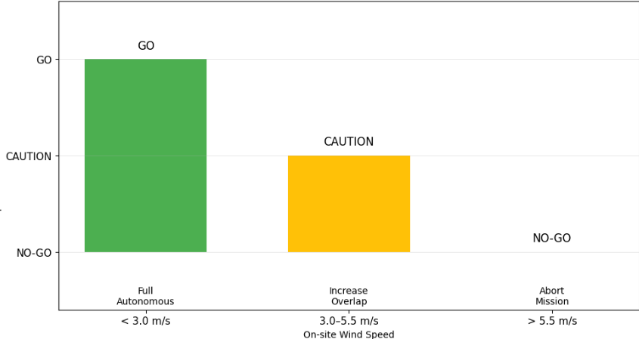 GO
GO
CAUTION
CAUTION
NO-GO
NO-GO
Full
Autonomous
Increase
Overlap
Abort
Mission
< 3.0 m/s
3.0–5.5 m/s
> 5.5 m/s
On-site Wind Speed